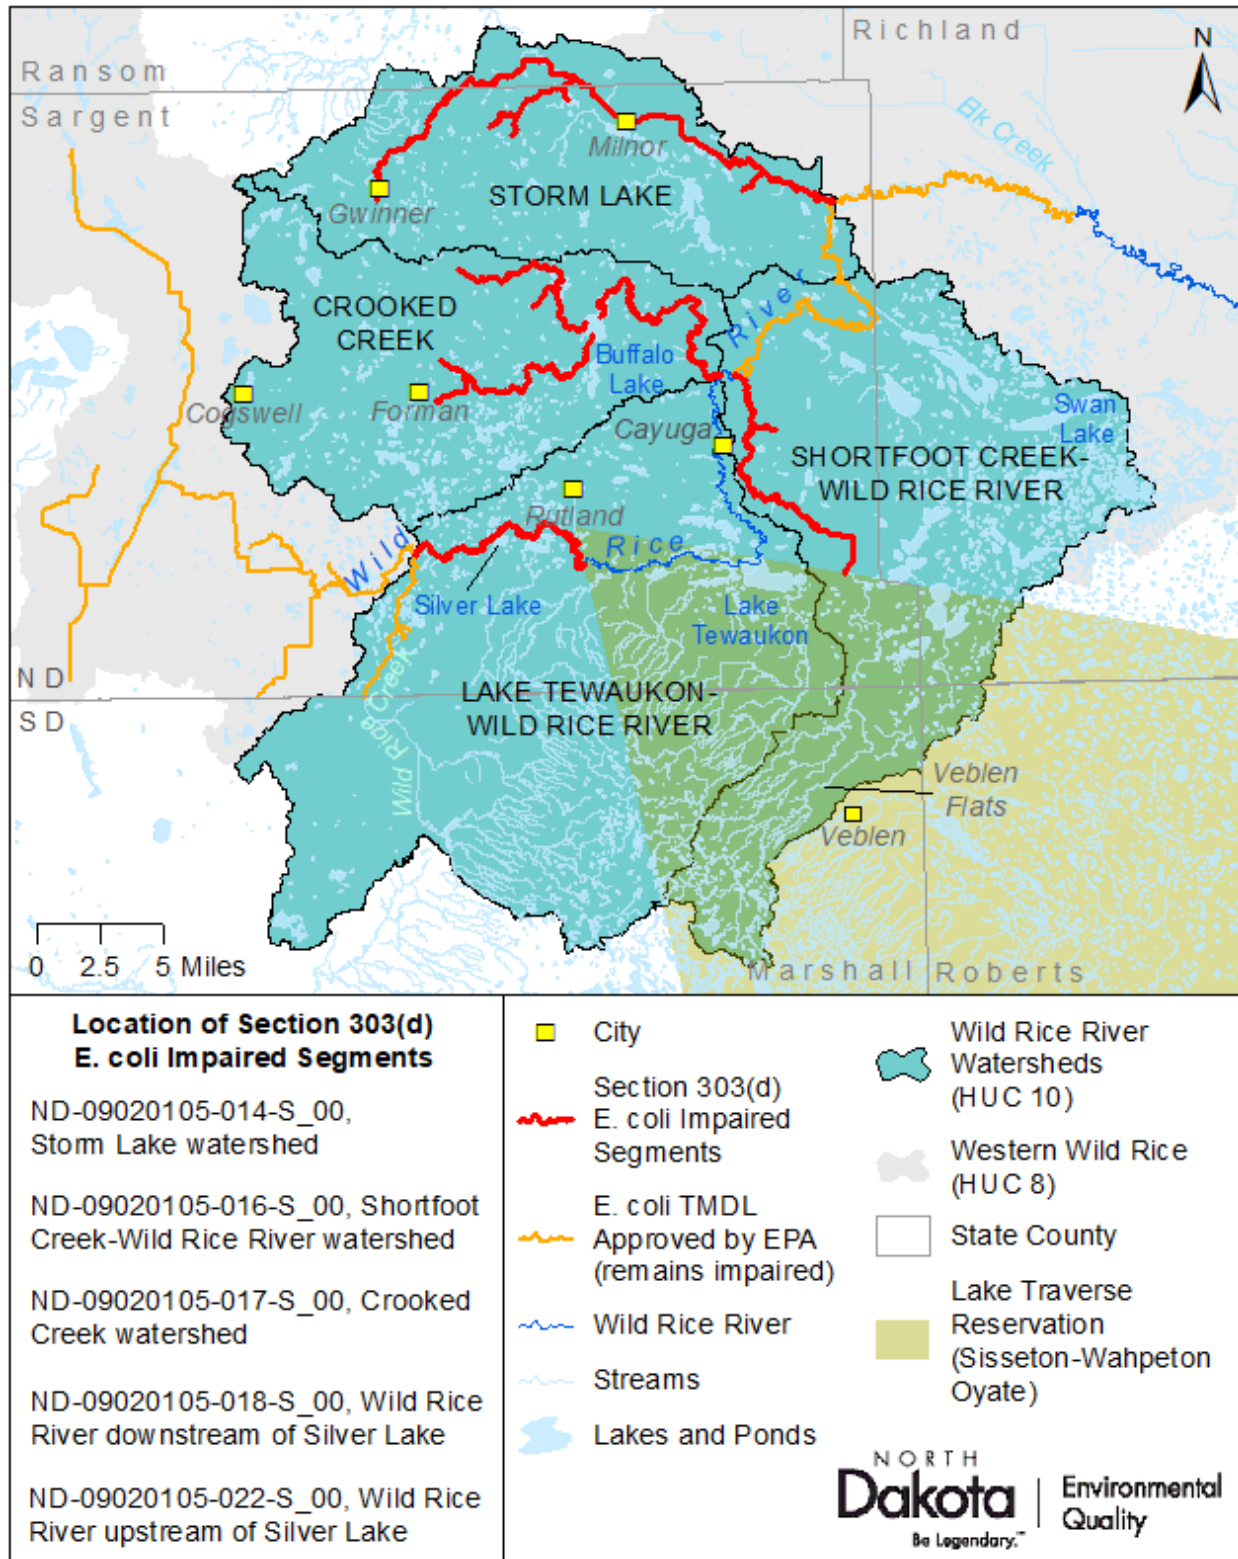 Richland
N
Ransom
Sargent
Elk Creek
Milnor
STORM LAKE
Gwinner
River
CROOKED
CREEK
Buffalo
Lake
Swan
Lake
Cogswell
Forman
Cayuga
SHORTFOOT CREEK-
WILD RICE RIVER
Rutland
Wild
Rice
Silver Lake
Lake
Tewaukon
ND
SD
LAKE TEWAUKON-
WILD RICE RIVER
Wild Rice Creek
Veblen
Flats
Veblen
0 2.5 5 Miles
Marshall
Roberts
Location of Section 303(d)
E. coli Impaired Segments
ND-09020105-014-S_00,
Storm Lake watershed
ND-09020105-016-S_00, Shortfoot
Creek-Wild Rice River watershed
ND-09020105-017-S_00, Crooked
Creek watershed
ND-09020105-018-S_00, Wild Rice
River downstream of Silver Lake
ND-09020105-022-S_00, Wild Rice
River upstream of Silver Lake
City
Section 303(d)
E. coli Impaired
Segments
E. coli TMDL
Approved by EPA
(remains impaired)
Wild Rice River
Streams
Lakes and Ponds
Wild Rice River
Watersheds
(HUC 10)
Western Wild Rice
(HUC 8)
State County
Lake Traverse
Reservation
(Sisseton-Wahpeton
Oyate)
NORTH
Dakota
Be Legendary.™
Environmental
Quality